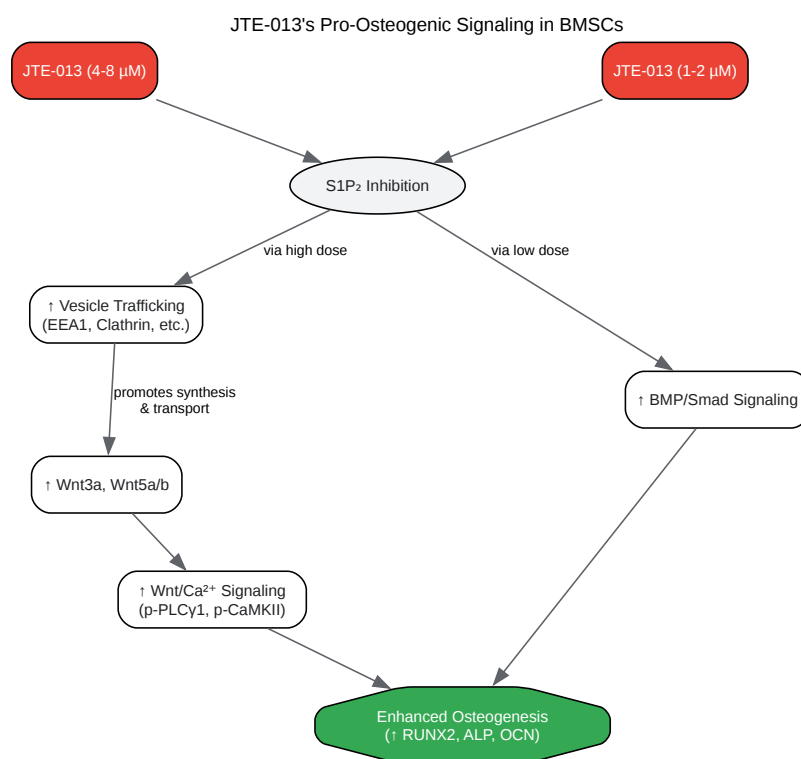 JTE-013's Pro-Osteogenic Signaling in BMSCs
JTE-013 (4-8 µM)
JTE-013 (1-2 µM)
S1P₂ Inhibition
via high dose
via low dose
↑ Vesicle Trafficking
(EEA1, Clathrin, etc.)
promotes synthesis
& transport
↑ BMP/Smad Signaling
↑ Wnt3a, Wnt5a/b
↑ Wnt/Ca²⁺ Signaling
(p-PLCγ1, p-CaMKII)
Enhanced Osteogenesis
(↑ RUNX2, ALP, OCN)